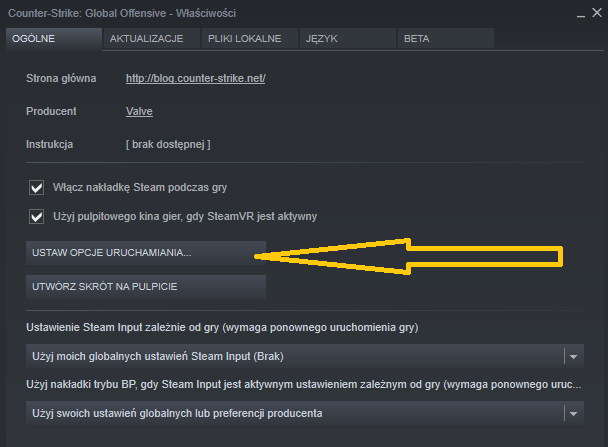 Counter-Strike: Global Offensive - Właściwości
OGÓLNE AKTUALIZACJE PLIKI LOKALNE JĘZYK BETA
Strona główna http://blog.counter-strike.net/
Producent Valve
Instrukcja [ brak dostępnej ]
Włącz nakładkę Steam podczas gry
Użyj pulpitowego kina gier, gdy SteamVR jest aktywny
USTAW OPCJE URUCHAMIANIA...
UTWÓRZ SKRÓT NA PULPICIE
Ustawienie Steam Input zależnie od gry (wymaga ponownego uruchomienia gry)
Użyj moich globalnych ustawień Steam Input (Brak)
Użyj nakładki trybu BP, gdy Steam Input jest aktywnym ustawieniem zależnym od gry (wymaga ponownego uruc...
Użyj swoich ustawień globalnych lub preferencji producenta